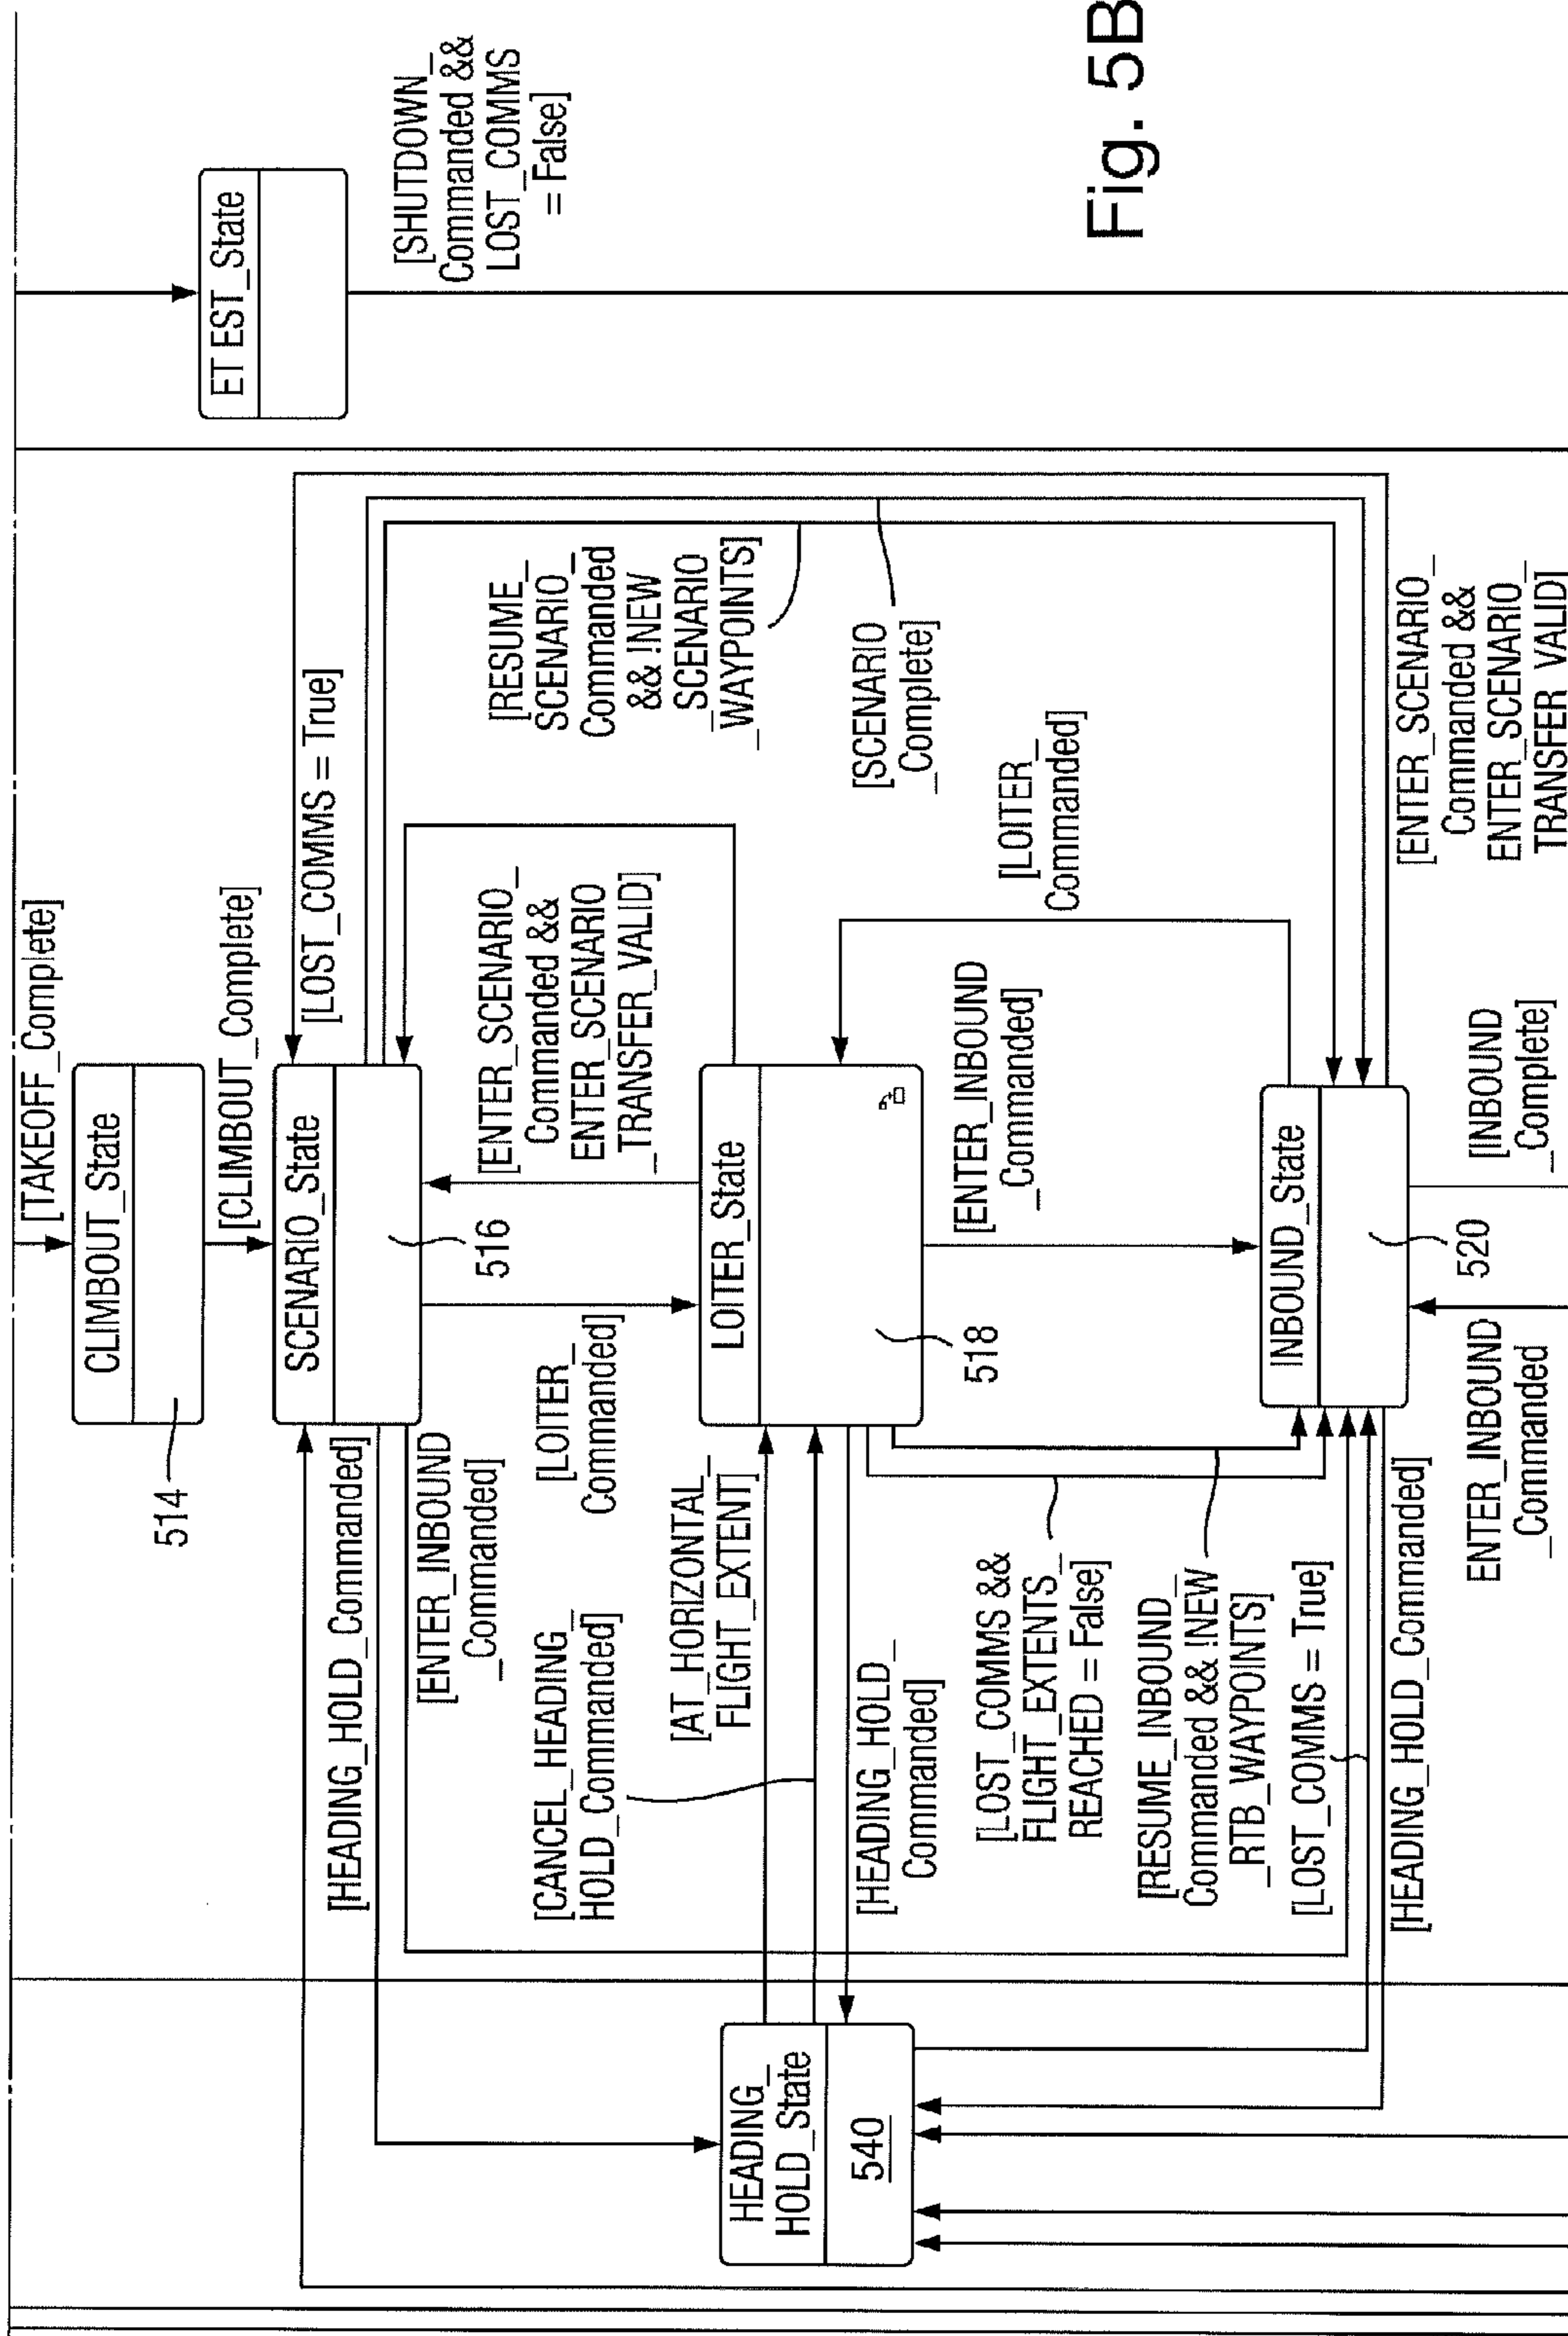 [TAKEOFF_Complete]
CLIMBOUT_State
514
[CLIMBOUT_Complete]
SCENARIO_State
516
[LOST_COMMS = True]
[HEADING_HOLD_Commanded]
[ENTER_INBOUND
_Commanded]
[LOITER_
Commanded]
[ENTER_SCENARIO_
Commanded &&
ENTER_SCENARIO
_TRANSFER_VALID]
[RESUME_
SCENARIO_
Commanded
&& !NEW
_SCENARIO
_WAYPOINTS]
[SCENARIO
_Complete]
[CANCEL_HEADING_
HOLD_Commanded]
[AT_HORIZONTAL_
FLIGHT_EXTENT]
LOITER_State
518
HEADING_
HOLD_State
540
[HEADING_HOLD_
Commanded]
[ENTER_INBOUND
_Commanded]
[LOITER_
Commanded]
[LOST_COMMS &&
FLIGHT_EXTENTS_
REACHED = False]
[RESUME_INBOUND_
Commanded && !NEW
_RTB_WAYPOINTS]
[LOST_COMMS = True]
[HEADING_HOLD_Commanded]
INBOUND_State
520
ENTER_INBOUND
_Commanded
[INBOUND
_Complete]
[ENTER_SCENARIO_
Commanded &&
ENTER_SCENARIO_
TRANSFER_VALID]
ET EST_State
[SHUTDOWN_
Commanded &&
LOST_COMMS
= False]
Fig. 5B